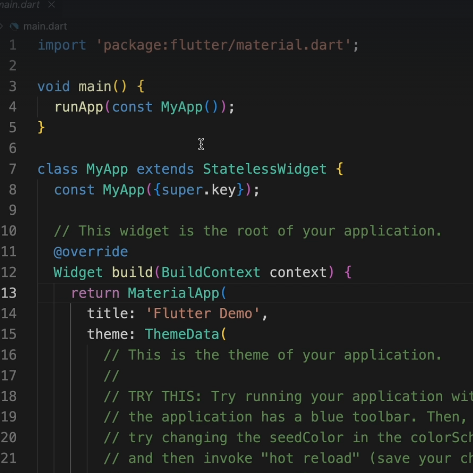 main.dart
main.dart
1 import 'package:flutter/material.dart';
2
3 void main() {
4 runApp(const MyApp());
5 }
6
7 class MyApp extends StatelessWidget {
8 const MyApp({super.key});
9
10 // This widget is the root of your application.
11 @override
12 Widget build(BuildContext context) {
13 return MaterialApp(
14 title: 'Flutter Demo',
15 theme: ThemeData(
16 // This is the theme of your application.
17 //
18 // TRY THIS: Try running your application wit
19 // the application has a blue toolbar. Then,
20 // try changing the seedColor in the colorSch
21 // and then invoke "hot reload" (save your ch